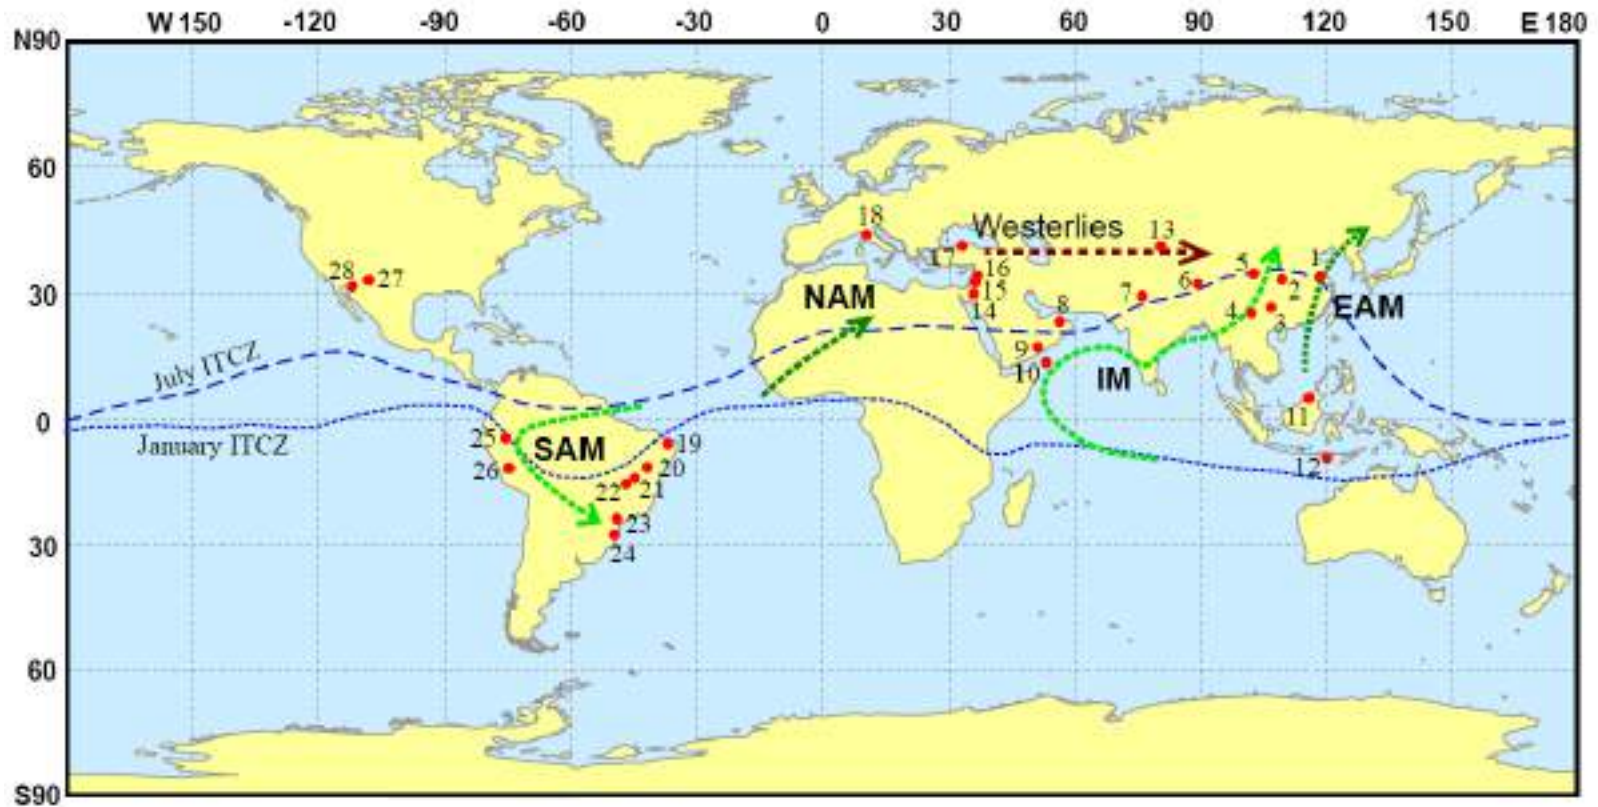 W 150 -120 -90 -60 -30 0 30 60 90 120 150 E 180
N90
60
18 Westerlies 13
17 5 1
28 27 16 6 2
30 NAM 15 7 8 EAM
14 4 3
July ITCZ 9
10 IM
0 11
January ITCZ 25 SAM 19
26 20 12
22 21
23
30 24
60
S90